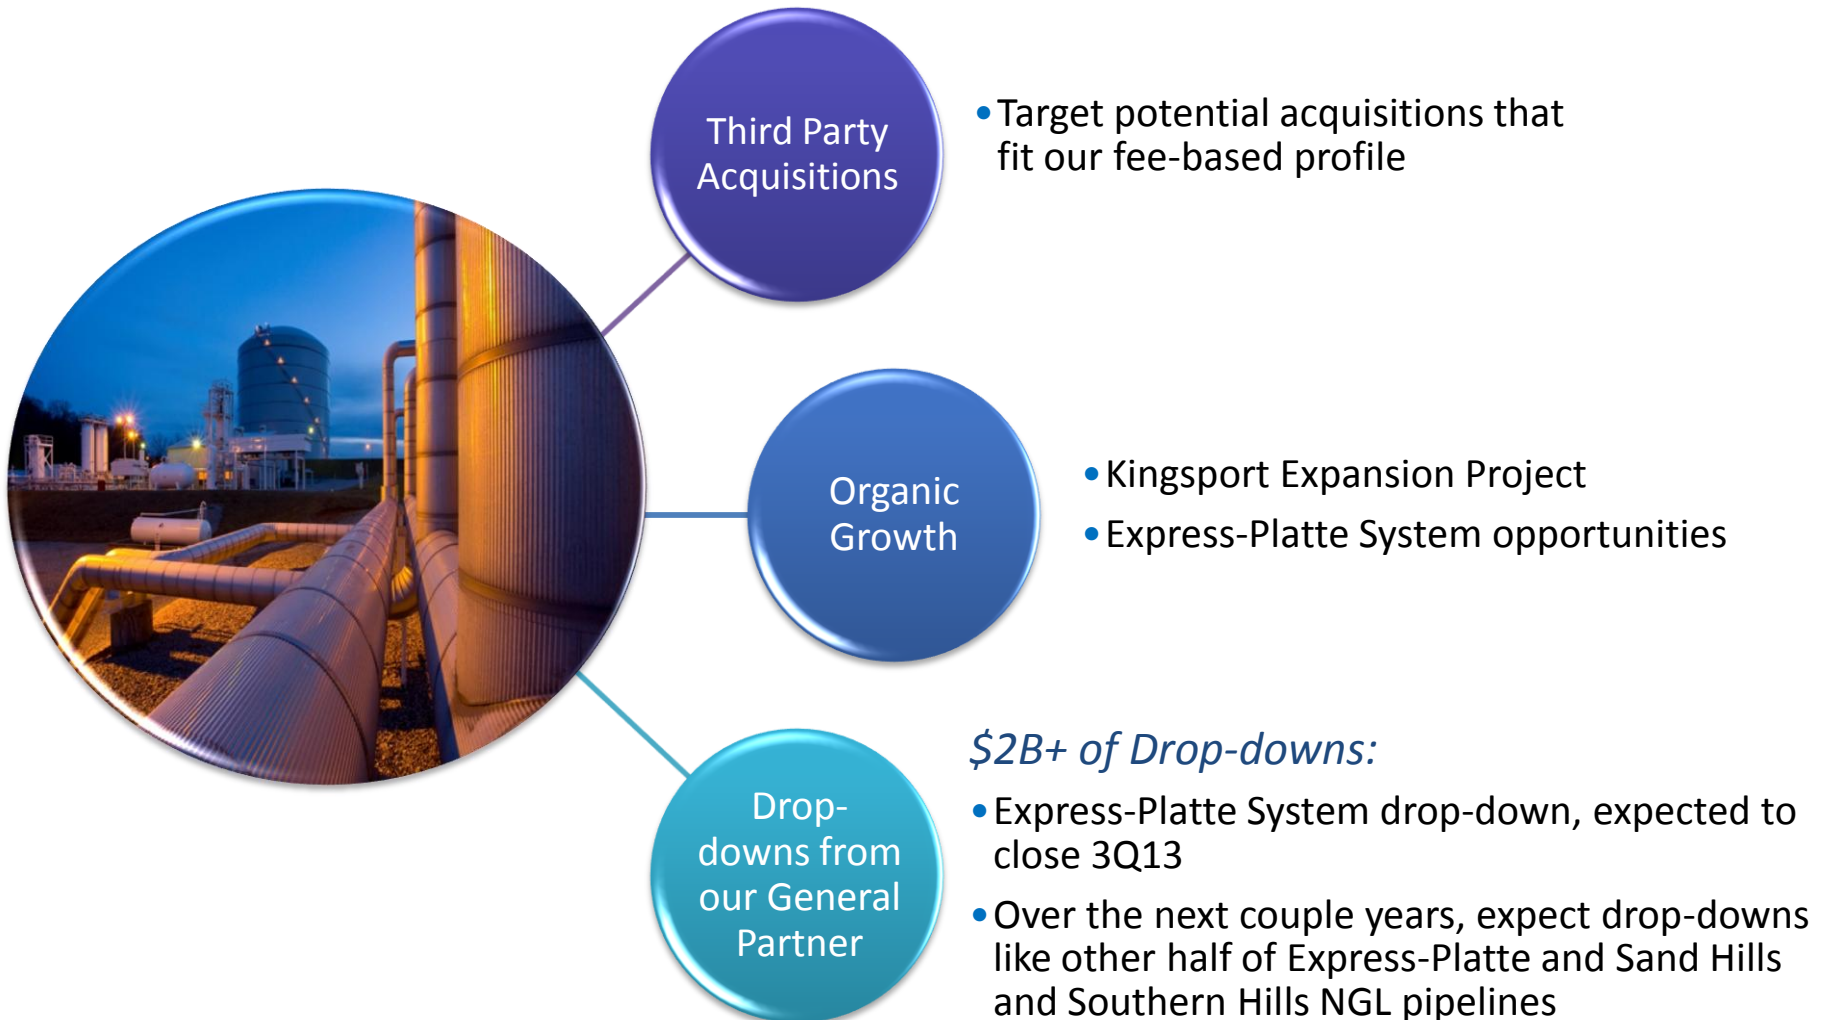 Third Party
Acquisitions
•Target potential acquisitions that
fit our fee-based profile
Organic
Growth
•Kingsport Expansion Project
•Express-Platte System opportunities
Drop-
downs from
our General
Partner
$2B+ of Drop-downs:
•Express-Platte System drop-down, expected to
close 3Q13
•Over the next couple years, expect drop-downs
like other half of Express-Platte and Sand Hills
and Southern Hills NGL pipelines